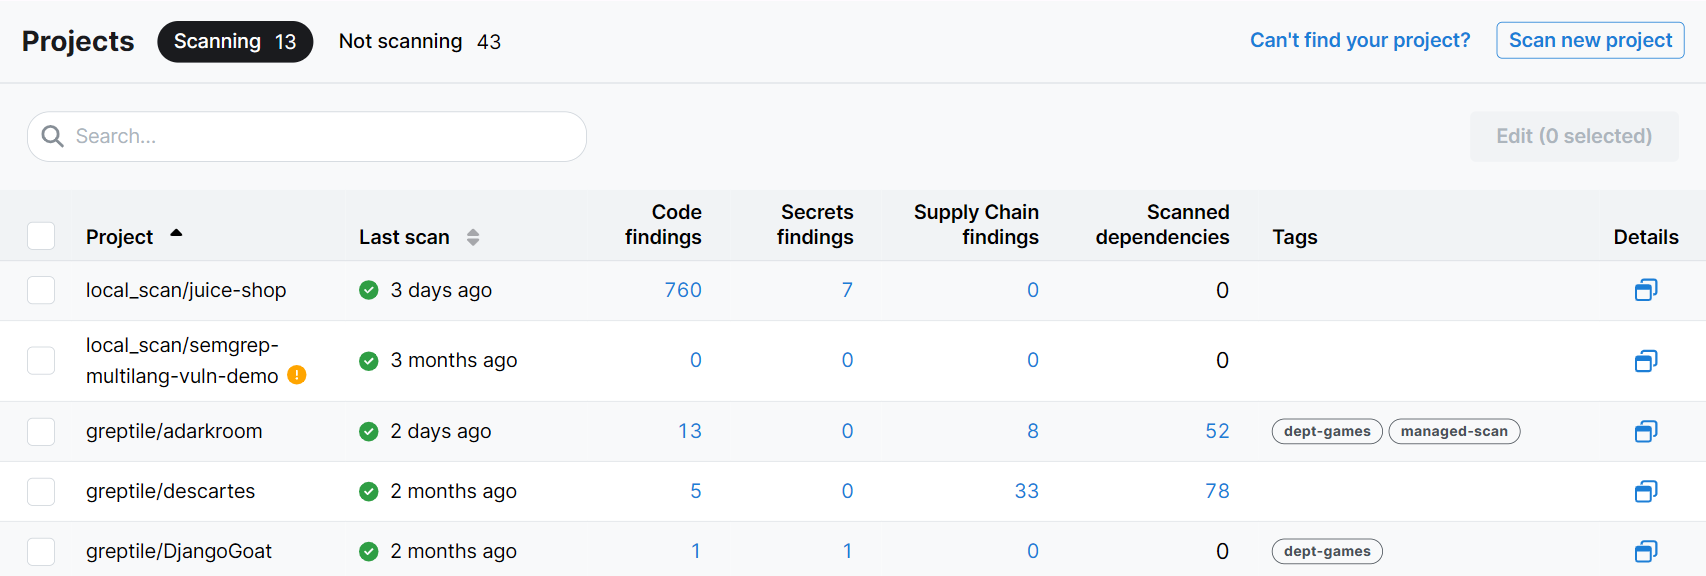 Projects Scanning 13 Not scanning 43 Can't find your project? Scan new project
Search... Edit (0 selected)
Project Last scan Code findings Secrets findings Supply Chain findings Scanned dependencies Tags Details
local_scan/juice-shop 3 days ago 760 7 0 0
local_scan/semgrep-
multilang-vuln-demo 3 months ago 0 0 0 0
greptile/adarkroom 2 days ago 13 0 8 52 dept-games managed-scan
greptile/descartes 2 months ago 5 0 33 78
greptile/DjangoGoat 2 months ago 1 1 0 0 dept-games